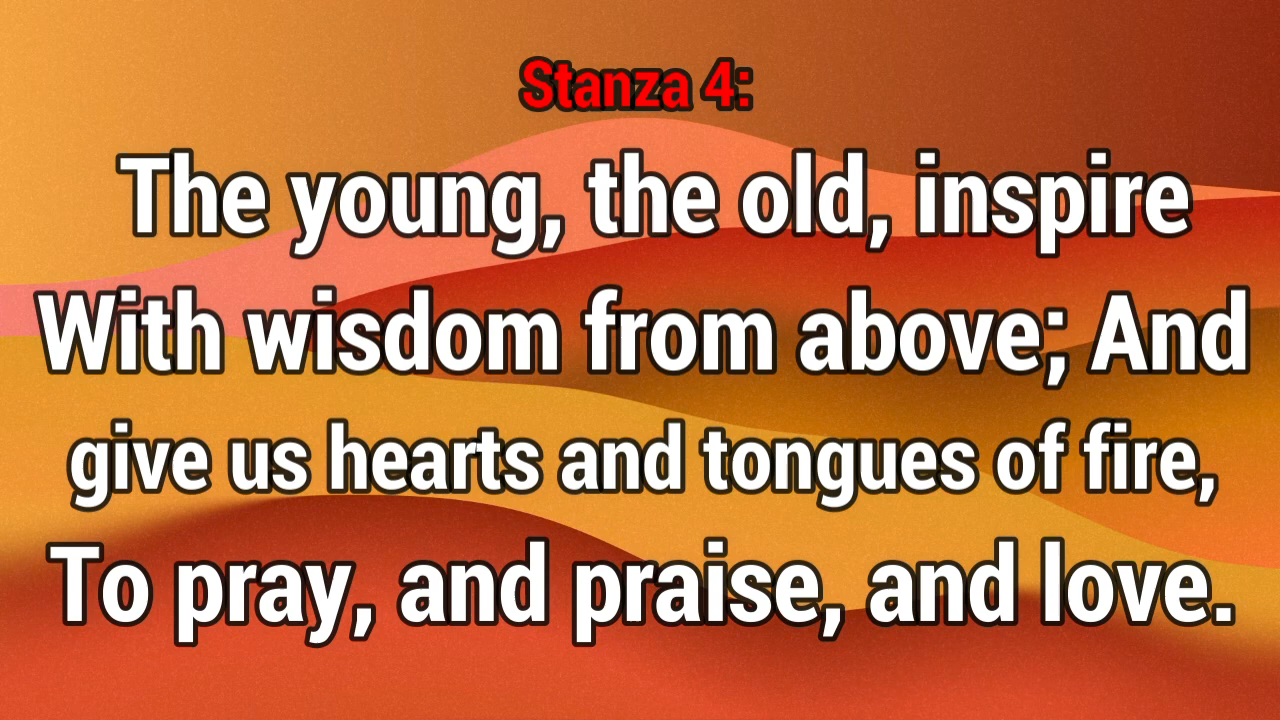 Stanza 4:
The young, the old, inspire
With wisdom from above; And
give us hearts and tongues of fire,
To pray, and praise, and love.